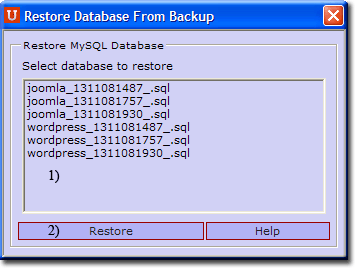 U Restore Database From Backup
Restore MySQL Database
Select database to restore
joomla_1311081487_.sql
joomla_1311081757_.sql
joomla_1311081930_.sql
wordpress_1311081487_.sql
wordpress_1311081757_.sql
wordpress_1311081930_.sql
1)
2) Restore Help